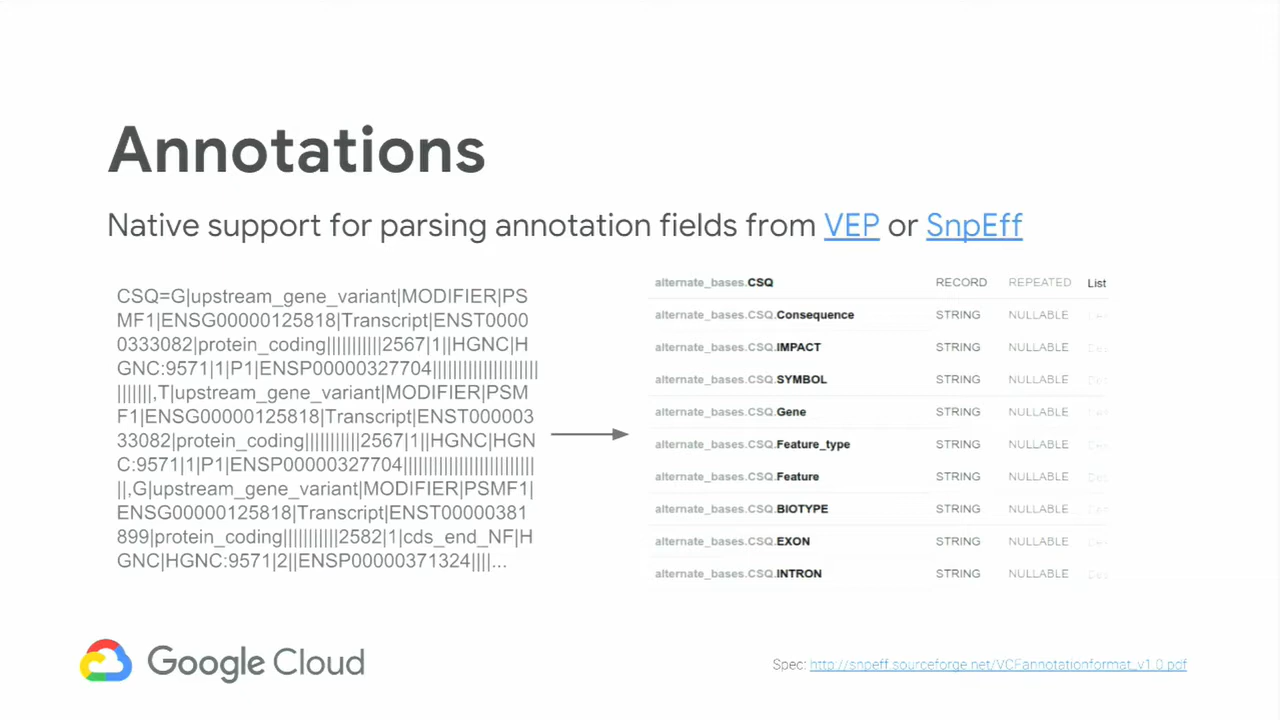 Annotations
Native support for parsing annotation fields from VEP or SnpEff
CSQ=G|upstream_gene_variant|MODIFIER|PS
MF1|ENSG00000125818|Transcript|ENST0000
0333082|protein_coding|||||||||||2567|1||HGNC|H
GNC:9571|1|P1|ENSP00000327704||||||||||||||||||||||
|||||||,T|upstream_gene_variant|MODIFIER|PSM
F1|ENSG00000125818|Transcript|ENST000003
33082|protein_coding|||||||||||2567|1||HGNC|HGN
C:9571|1|P1|ENSP00000327704|||||||||||||||||||||||||||
||,G|upstream_gene_variant|MODIFIER|PSMF1|
ENSG00000125818|Transcript|ENST00000381
899|protein_coding|||||||||||2582|1|cds_end_NF|H
GNC|HGNC:9571|2||ENSP00000371324||||...
alternate_bases.CSQ RECORD REPEATED List
alternate_bases.CSQ.Consequence STRING NULLABLE
alternate_bases.CSQ.IMPACT STRING NULLABLE
alternate_bases.CSQ.SYMBOL STRING NULLABLE
alternate_bases.CSQ.Gene STRING NULLABLE
alternate_bases.CSQ.Feature_type STRING NULLABLE
alternate_bases.CSQ.Feature STRING NULLABLE
alternate_bases.CSQ.BIOTYPE STRING NULLABLE
alternate_bases.CSQ.EXON STRING NULLABLE
alternate_bases.CSQ.INTRON STRING NULLABLE
Google Cloud
Spec: http://snpeff.sourceforge.net/VCFannotationformat_v1.0.pdf